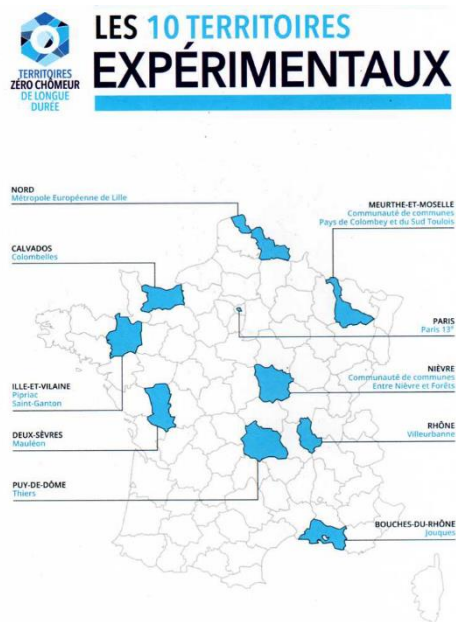 LES 10 TERRITOIRES
EXPÉRIMENTAUX
TERRITOIRES
ZÉRO CHÔMEUR
DE LONGUE
DURÉE
NORD
Métropole Européenne de Lille
MEURTHE-ET-MOSELLE
Communauté de communes
Pays de Colombey et du Sud Toulois
CALVADOS
Colombelles
PARIS
Paris 13e
NIÈVRE
Communauté de communes
Entre Nièvre et Forêts
ILLE-ET-VILAINE
Pipriac
Saint-Ganton
RHÔNE
Villeurbanne
DEUX-SÈVRES
Mauléon
PUY-DE-DÔME
Thiers
BOUCHES-DU-RHÔNE
Jouques